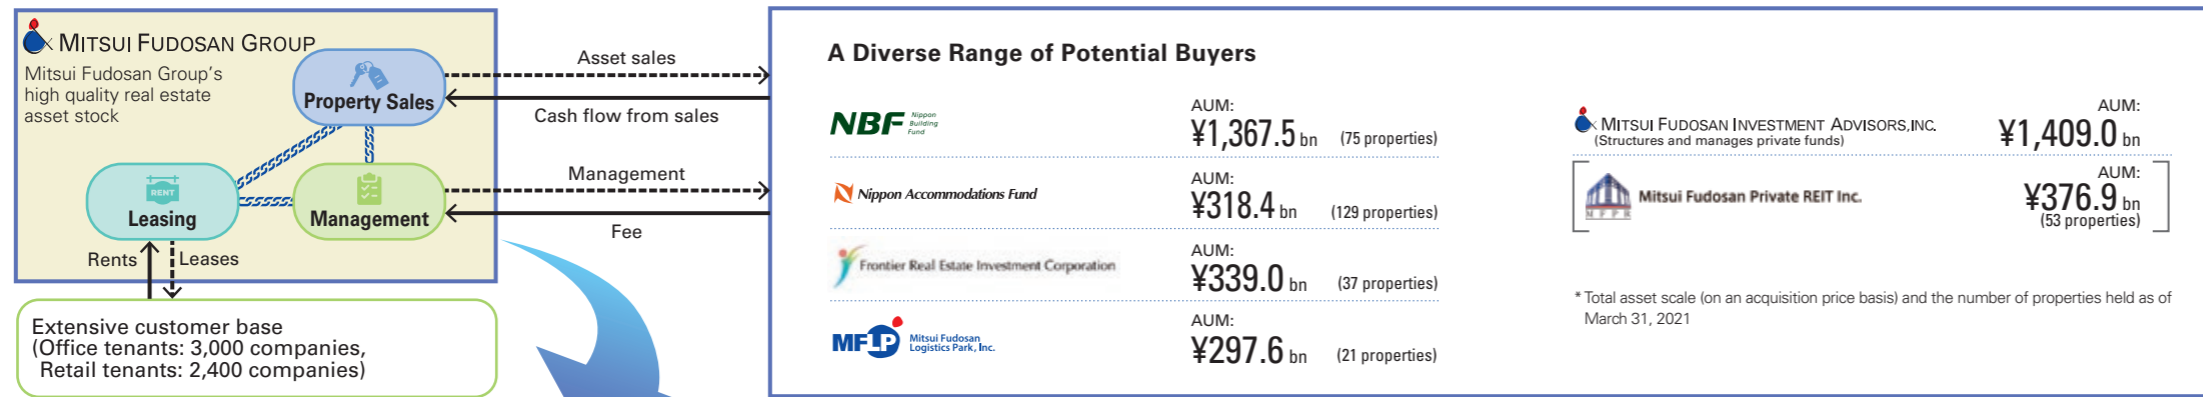 MITSUI FUDOSAN GROUP
Mitsui Fudosan Group's
high quality real estate
asset stock
Property Sales
RENT
Leasing
Management
Rents
Leases
Extensive customer base
(Office tenants: 3,000 companies,
Retail tenants: 2,400 companies)
Asset sales
Cash flow from sales
Management
Fee
A Diverse Range of Potential Buyers
NBF Nippon
Building
Fund
AUM:
¥1,367.5 bn (75 properties)
Nippon Accommodations Fund
AUM:
¥318.4 bn (129 properties)
Frontier Real Estate Investment Corporation
AUM:
¥339.0 bn (37 properties)
MFLP Mitsui Fudosan
Logistics Park, Inc.
AUM:
¥297.6 bn (21 properties)
MITSUI FUDOSAN INVESTMENT ADVISORS,INC.
(Structures and manages private funds)
AUM:
¥1,409.0 bn
MFPR
Mitsui Fudosan Private REIT Inc.
AUM:
¥376.9 bn
(53 properties)
* Total asset scale (on an acquisition price basis) and the number of properties held as of
March 31, 2021